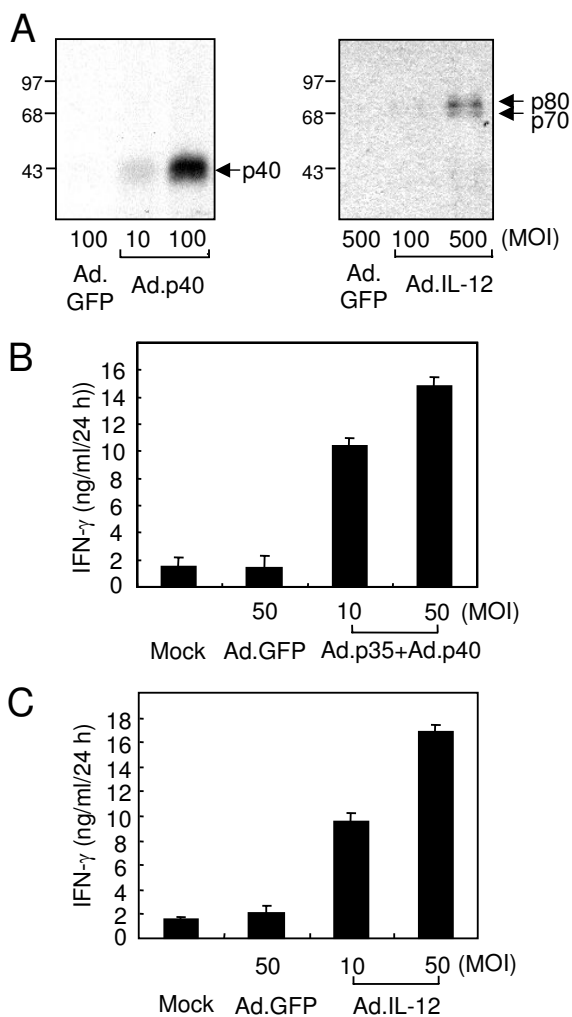 A
97
68
43
p40
100 10 100
Ad.
GFP
Ad.p40
97
68
43
p80
p70
500 100 500 (MOI)
Ad.
GFP
Ad.IL-12
B
IFN-γ (ng/ml/24 h))
16
14
12
10
8
6
4
2
0
50 10 50 (MOI)
Mock Ad.GFP Ad.p35+Ad.p40
C
IFN-γ (ng/ml/24 h)
18
16
14
12
10
8
6
4
2
0
50 10 50 (MOI)
Mock Ad.GFP Ad.IL-12